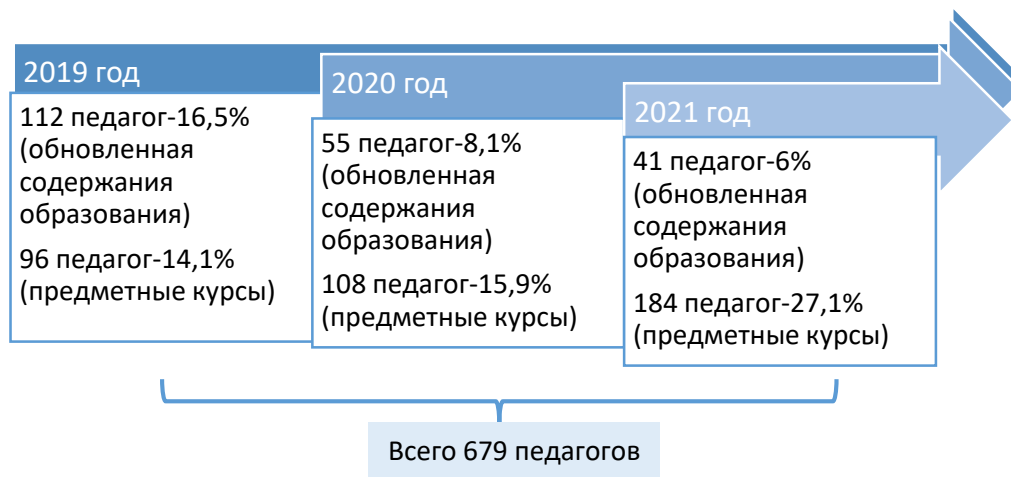 2019 год
112 педагог-16,5%
(обновленная
содержания
образования)
96 педагог-14,1%
(предметные курсы)
2020 год
55 педагог-8,1%
(обновленная
содержания
образования)
108 педагог-15,9%
(предметные курсы)
2021 год
41 педагог-6%
(обновленная
содержания
образования)
184 педагог-27,1%
(предметные курсы)
Всего 679 педагогов